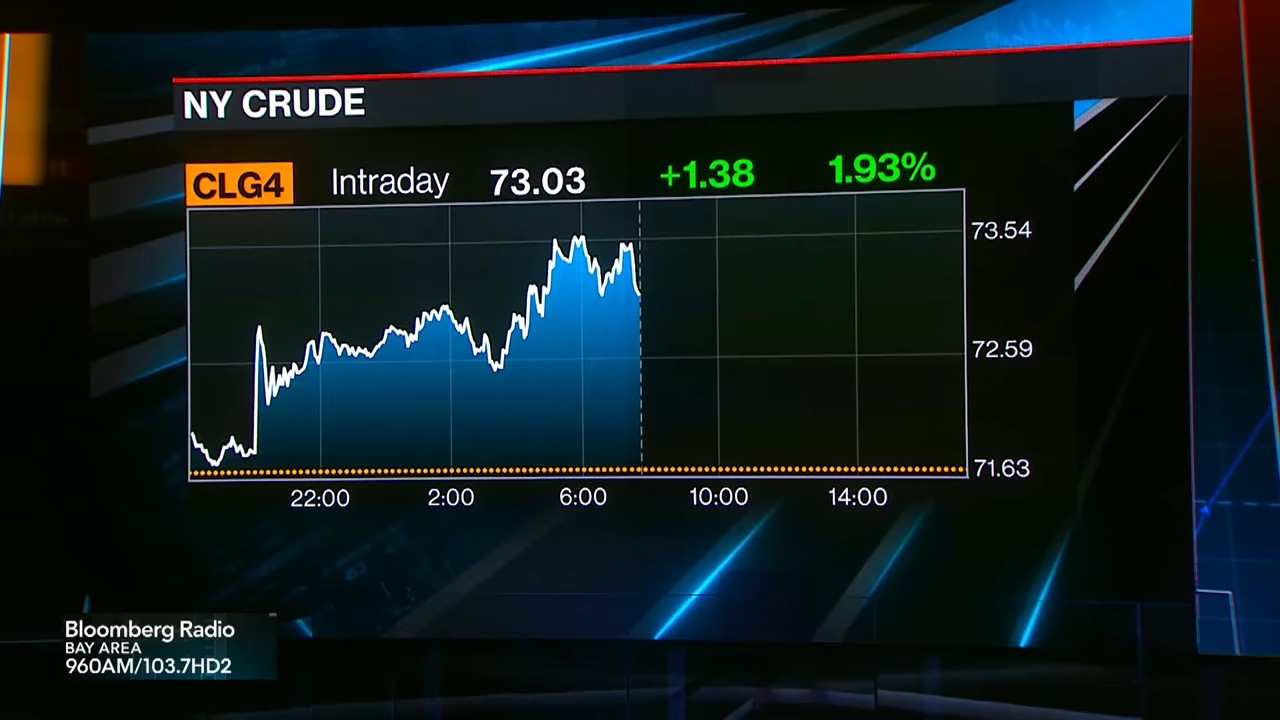 NY CRUDE
CLG4 Intraday 73.03 +1.38 1.93%
73.54
72.59
71.63
22:00 2:00 6:00 10:00 14:00
Bloomberg Radio
BAY AREA
960AM/103.7HD2